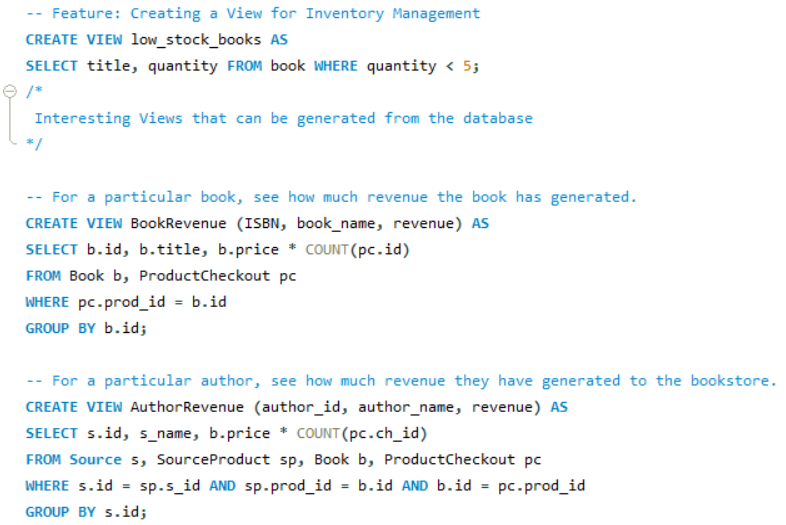 -- Feature: Creating a View for Inventory Management
CREATE VIEW low_stock_books AS
SELECT title, quantity FROM book WHERE quantity < 5;
/*
Interesting Views that can be generated from the database
*/
-- For a particular book, see how much revenue the book has generated.
CREATE VIEW BookRevenue (ISBN, book_name, revenue) AS
SELECT b.id, b.title, b.price * COUNT(pc.id)
FROM Book b, ProductCheckout pc
WHERE pc.prod_id = b.id
GROUP BY b.id;
-- For a particular author, see how much revenue they have generated to the bookstore.
CREATE VIEW AuthorRevenue (author_id, author_name, revenue) AS
SELECT s.id, s_name, b.price * COUNT(pc.ch_id)
FROM Source s, SourceProduct sp, Book b, ProductCheckout pc
WHERE s.id = sp.s_id AND sp.prod_id = b.id AND b.id = pc.prod_id
GROUP BY s.id;